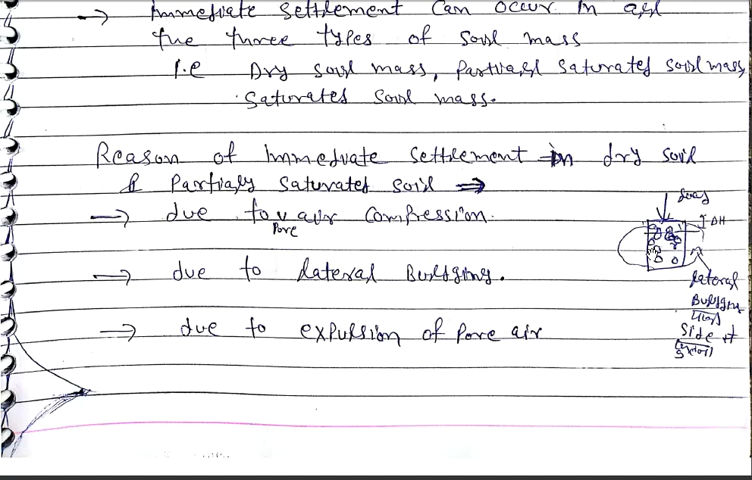 → Immediate settlement can occur in all
the three types of soil mass
i.e Dry soil mass, Partially saturated soil mass,
saturated soil mass.
Reason of immediate settlement in dry soil
& Partially saturated soil ⇒
→ due to pore air compression.
→ due to lateral Bulging.
→ due to expulsion of Pore air
ΔH
lateral
Bulging
Side